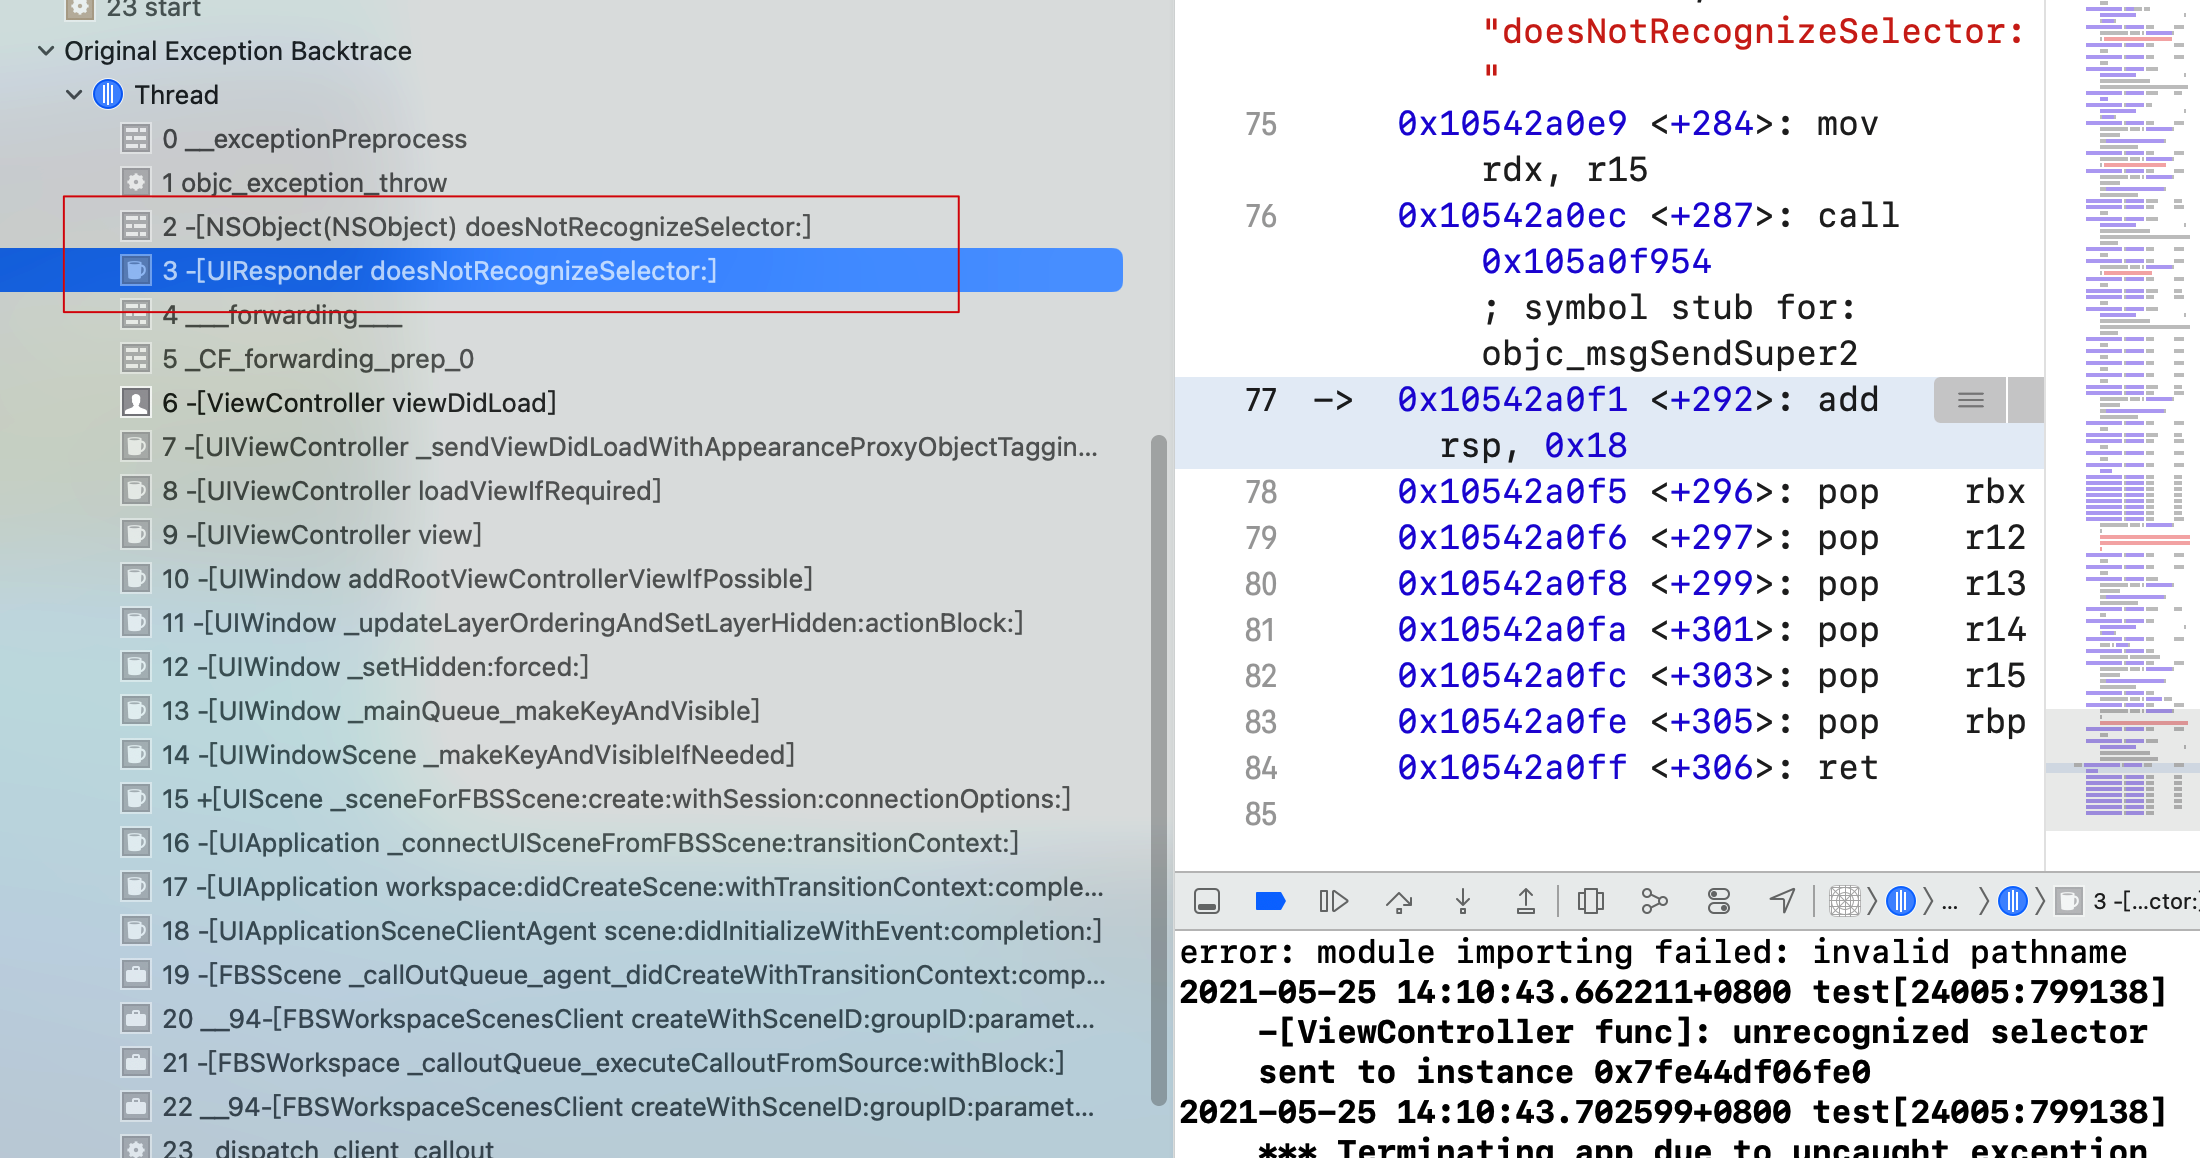 23 start
Original Exception Backtrace
Thread
0 __exceptionPreprocess
1 objc_exception_throw
2 -[NSObject(NSObject) doesNotRecognizeSelector:]
3 -[UIResponder doesNotRecognizeSelector:]
4 ___forwarding___
5 _CF_forwarding_prep_0
6 -[ViewController viewDidLoad]
7 -[UIViewController _sendViewDidLoadWithAppearanceProxyObjectTaggin...
8 -[UIViewController loadViewIfRequired]
9 -[UIViewController view]
10 -[UIWindow addRootViewControllerViewIfPossible]
11 -[UIWindow _updateLayerOrderingAndSetLayerHidden:actionBlock:]
12 -[UIWindow _setHidden:forced:]
13 -[UIWindow _mainQueue_makeKeyAndVisible]
14 -[UIWindowScene _makeKeyAndVisibleIfNeeded]
15 +[UIScene _sceneForFBSScene:create:withSession:connectionOptions:]
16 -[UIApplication _connectUISceneFromFBSScene:transitionContext:]
17 -[UIApplication workspace:didCreateScene:withTransitionContext:comple...
18 -[UIApplicationSceneClientAgent scene:didInitializeWithEvent:completion:]
19 -[FBSScene _callOutQueue_agent_didCreateWithTransitionContext:comp...
20 __94-[FBSWorkspaceScenesClient createWithSceneID:groupID:paramet...
21 -[FBSWorkspace _calloutQueue_executeCalloutFromSource:withBlock:]
22 __94-[FBSWorkspaceScenesClient createWithSceneID:groupID:paramet...
23 _dispatch_client_callout
"doesNotRecognizeSelector:
"
75 0x10542a0e9 <+284>: mov
rdx, r15
76 0x10542a0ec <+287>: call
0x105a0f954
; symbol stub for:
objc_msgSendSuper2
77 -> 0x10542a0f1 <+292>: add
rsp, 0x18
78 0x10542a0f5 <+296>: pop rbx
79 0x10542a0f6 <+297>: pop r12
80 0x10542a0f8 <+299>: pop r13
81 0x10542a0fa <+301>: pop r14
82 0x10542a0fc <+303>: pop r15
83 0x10542a0fe <+305>: pop rbp
84 0x10542a0ff <+306>: ret
85
... 3 -[...ctor:]
error: module importing failed: invalid pathname
2021-05-25 14:10:43.662211+0800 test[24005:799138]
-[ViewController func]: unrecognized selector
sent to instance 0x7fe44df06fe0
2021-05-25 14:10:43.702599+0800 test[24005:799138]
*** Terminating app due to uncaught exception